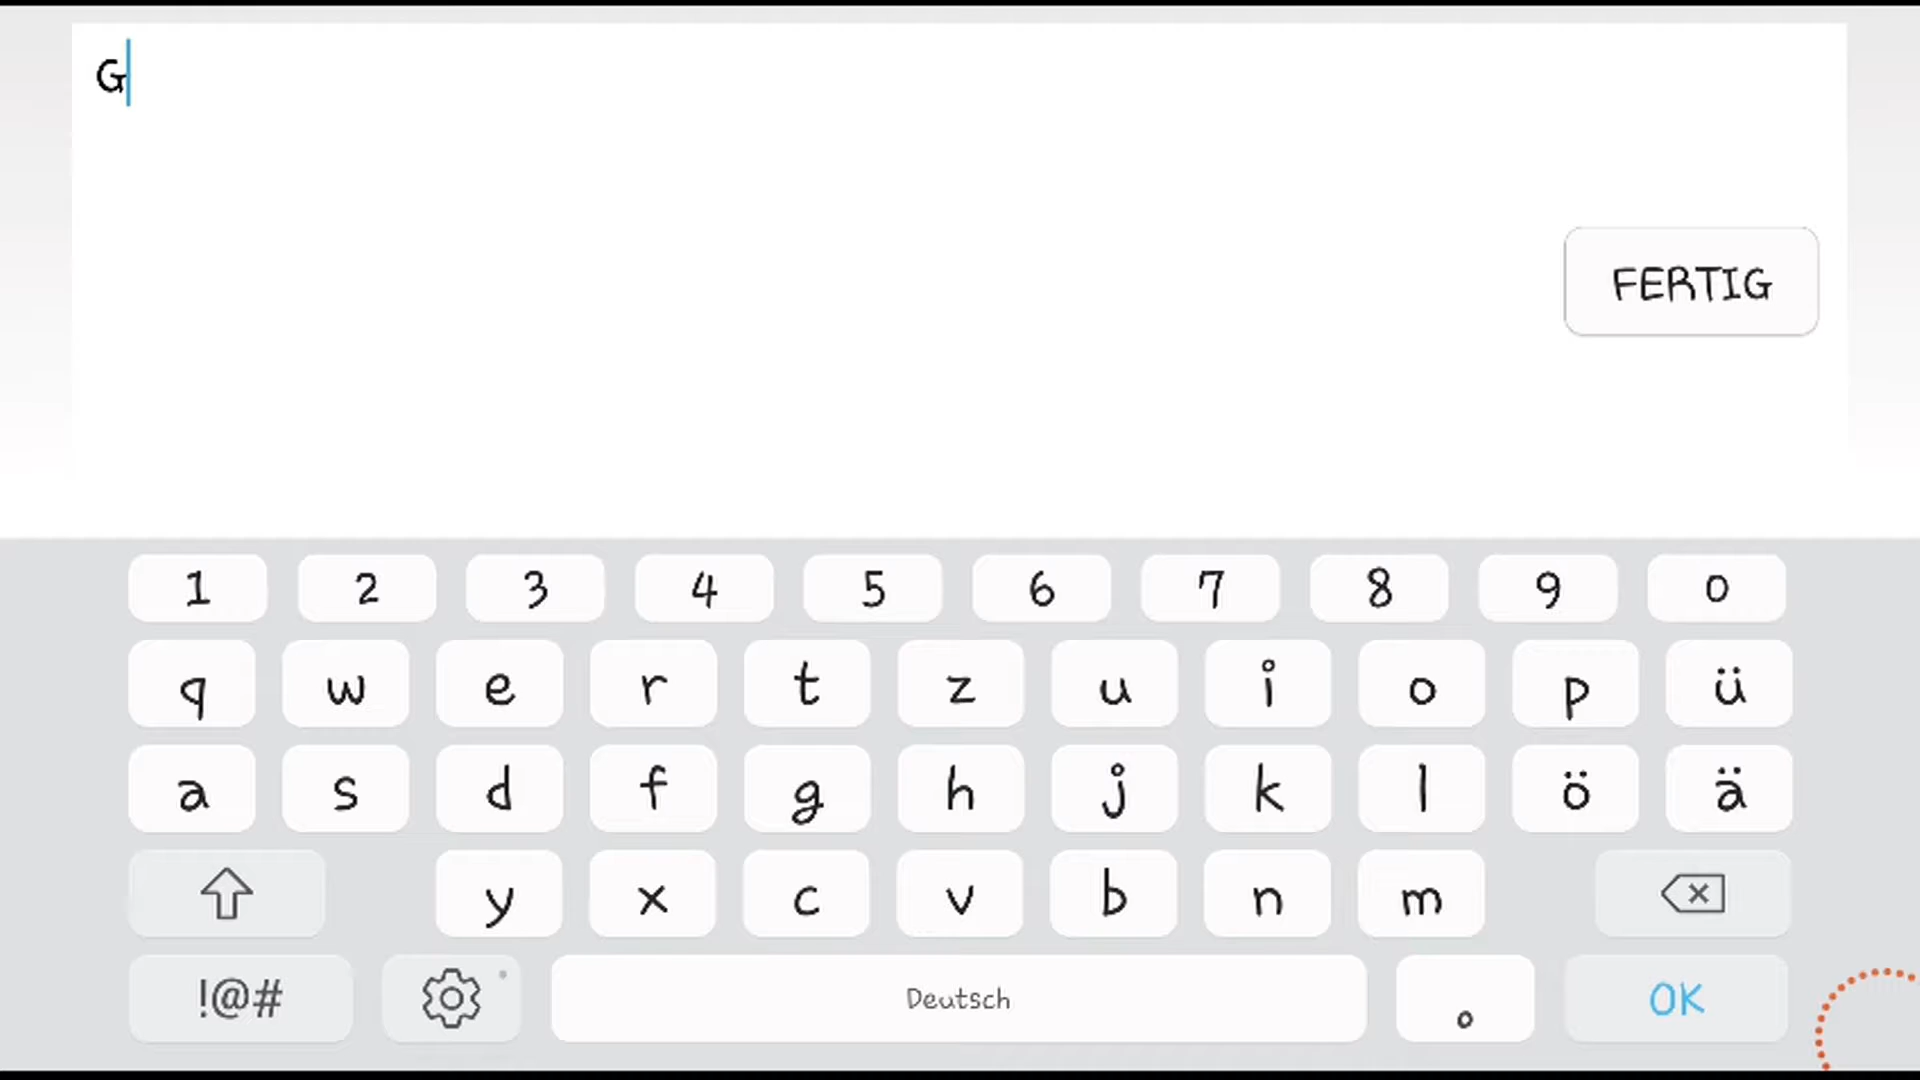 G
FERTIG
1 2 3 4 5 6 7 8 9 0
q w e r t z u i o p ü
a s d f g h j k l ö ä
y x c v b n m
!@# Deutsch . OK